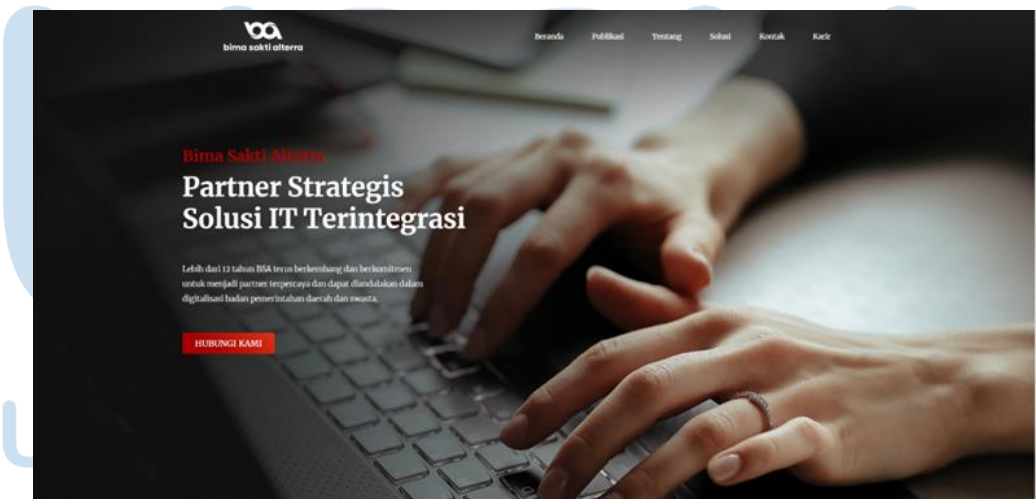 bima sakti alterra
Beranda Publikasi Tentang Solusi Kontak Karir
Bima Sakti Alterra
Partner Strategis
Solusi IT Terintegrasi
Lebih dari 12 tahun BSA terus berkembang dan berkomitmen
untuk menjadi partner terpercaya dan dapat diandalakan dalam
digitalisasi badan pemerintahan daerah dan swasta.
HUBUNGI KAMI